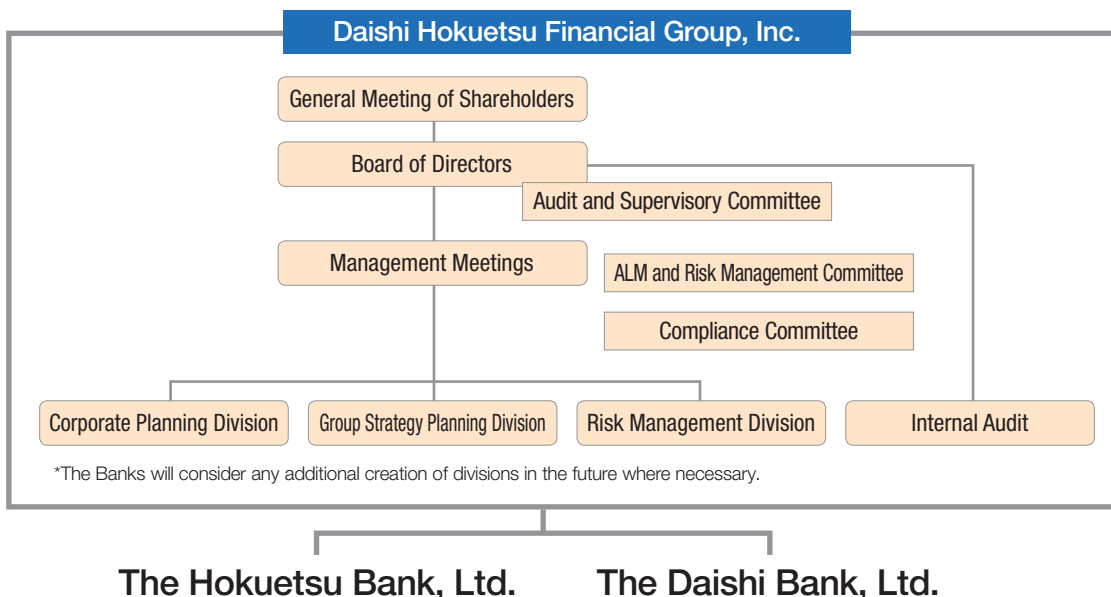 Daishi Hokuetsu Financial Group, Inc.
General Meeting of Shareholders
Board of Directors
Audit and Supervisory Committee
Management Meetings
ALM and Risk Management Committee
Compliance Committee
Corporate Planning Division
Group Strategy Planning Division
Risk Management Division
Internal Audit
*The Banks will consider any additional creation of divisions in the future where necessary.
The Hokuetsu Bank, Ltd.
The Daishi Bank, Ltd.